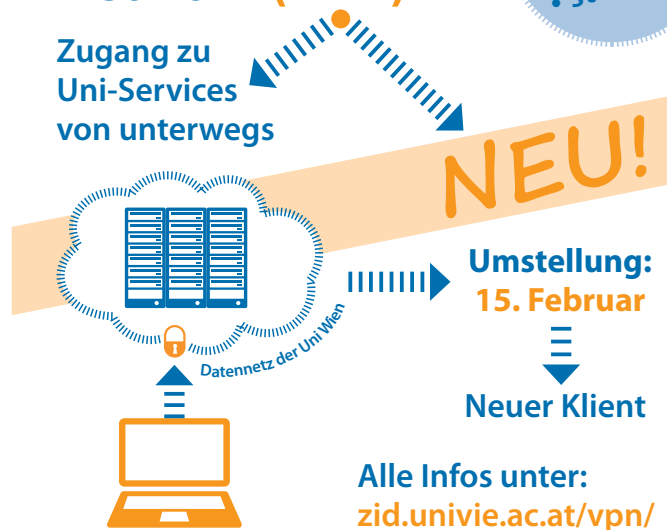 Zugang zu
Uni-Services
von unterwegs
NEU!
Datennetz der Uni Wien
Umstellung:
15. Februar
Neuer Klient
Alle Infos unter:
zid.univie.ac.at/vpn/